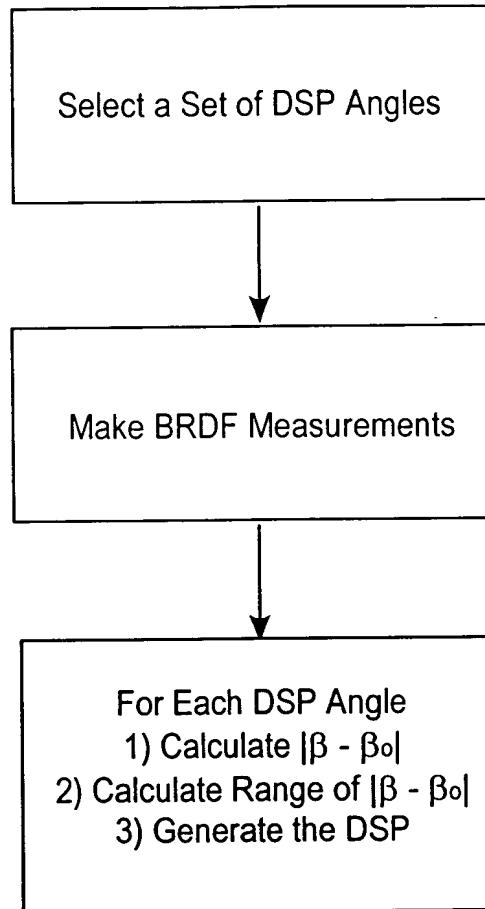 Select a Set of DSP Angles
Make BRDF Measurements
For Each DSP Angle
1) Calculate |β - βo|
2) Calculate Range of |β - βo|
3) Generate the DSP